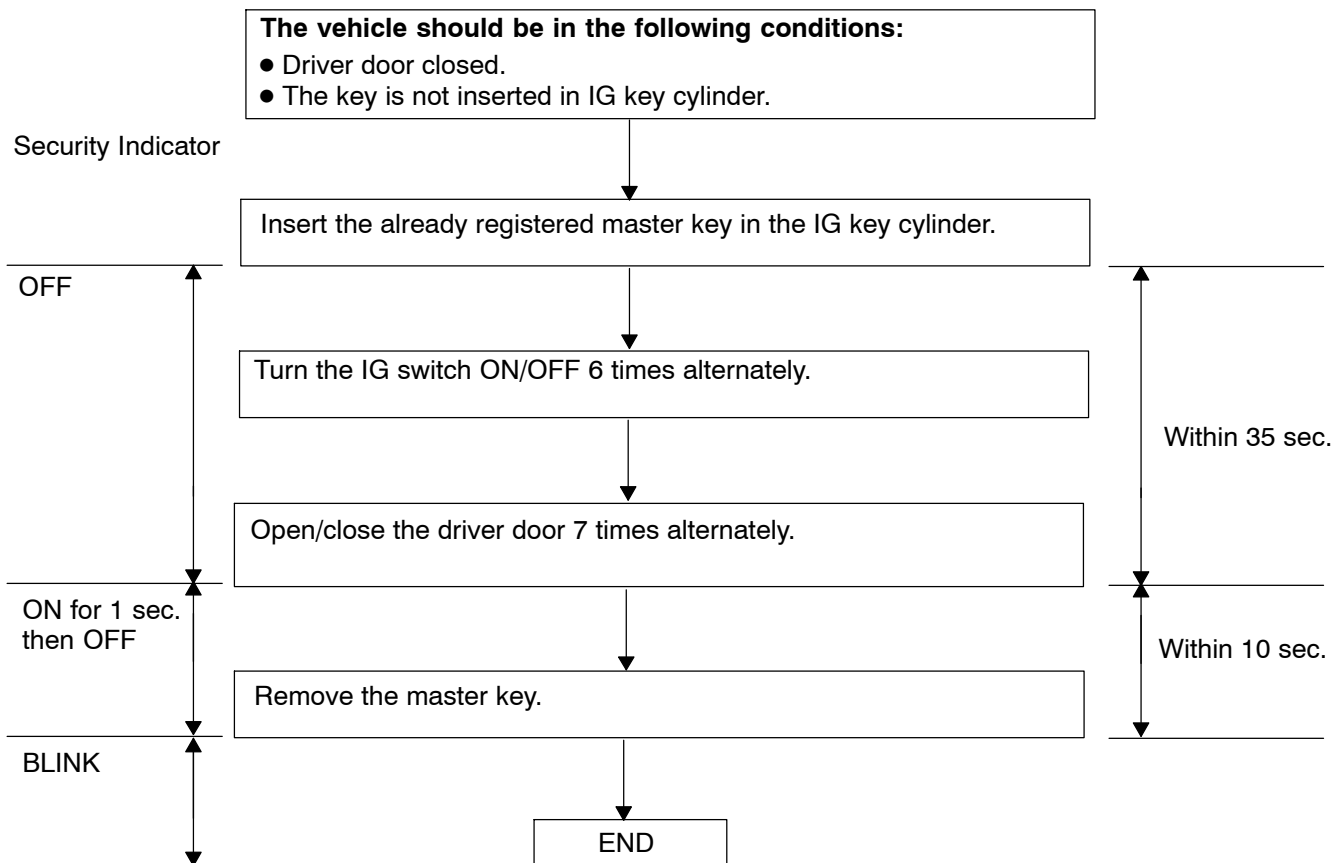 The vehicle should be in the following conditions:
● Driver door closed.
● The key is not inserted in IG key cylinder.
Security Indicator
Insert the already registered master key in the IG key cylinder.
OFF
Turn the IG switch ON/OFF 6 times alternately.
Within 35 sec.
Open/close the driver door 7 times alternately.
ON for 1 sec.
then OFF
Within 10 sec.
Remove the master key.
BLINK
END